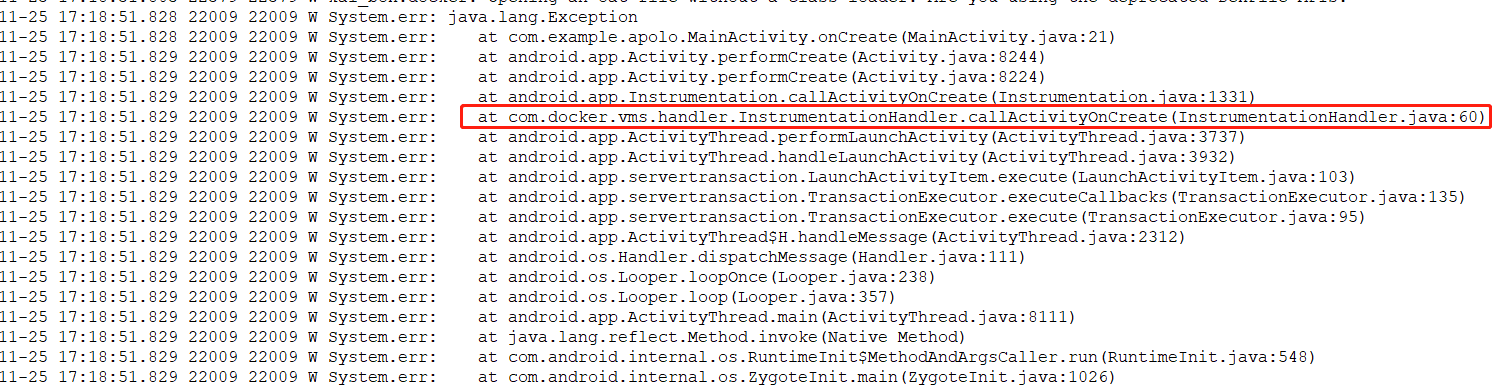 11-25 17:18:51.828 22009 22009 W System.err: java.lang.Exception
11-25 17:18:51.828 22009 22009 W System.err:    at com.example.apolo.MainActivity.onCreate(MainActivity.java:21)
11-25 17:18:51.829 22009 22009 W System.err:    at android.app.Activity.performCreate(Activity.java:8244)
11-25 17:18:51.829 22009 22009 W System.err:    at android.app.Activity.performCreate(Activity.java:8224)
11-25 17:18:51.829 22009 22009 W System.err:    at android.app.Instrumentation.callActivityOnCreate(Instrumentation.java:1331)
11-25 17:18:51.829 22009 22009 W System.err:    at com.docker.vms.handler.InstrumentationHandler.callActivityOnCreate(InstrumentationHandler.java:60)
11-25 17:18:51.829 22009 22009 W System.err:    at android.app.ActivityThread.performLaunchActivity(ActivityThread.java:3737)
11-25 17:18:51.829 22009 22009 W System.err:    at android.app.ActivityThread.handleLaunchActivity(ActivityThread.java:3932)
11-25 17:18:51.829 22009 22009 W System.err:    at android.app.servertransaction.LaunchActivityItem.execute(LaunchActivityItem.java:103)
11-25 17:18:51.829 22009 22009 W System.err:    at android.app.servertransaction.TransactionExecutor.executeCallbacks(TransactionExecutor.java:135)
11-25 17:18:51.829 22009 22009 W System.err:    at android.app.servertransaction.TransactionExecutor.execute(TransactionExecutor.java:95)
11-25 17:18:51.829 22009 22009 W System.err:    at android.app.ActivityThread$H.handleMessage(ActivityThread.java:2312)
11-25 17:18:51.829 22009 22009 W System.err:    at android.os.Handler.dispatchMessage(Handler.java:111)
11-25 17:18:51.829 22009 22009 W System.err:    at android.os.Looper.loopOnce(Looper.java:238)
11-25 17:18:51.829 22009 22009 W System.err:    at android.os.Looper.loop(Looper.java:357)
11-25 17:18:51.829 22009 22009 W System.err:    at android.app.ActivityThread.main(ActivityThread.java:8111)
11-25 17:18:51.829 22009 22009 W System.err:    at java.lang.reflect.Method.invoke(Native Method)
11-25 17:18:51.829 22009 22009 W System.err:    at com.android.internal.os.RuntimeInit$MethodAndArgsCaller.run(RuntimeInit.java:548)
11-25 17:18:51.829 22009 22009 W System.err:    at com.android.internal.os.ZygoteInit.main(ZygoteInit.java:1026)